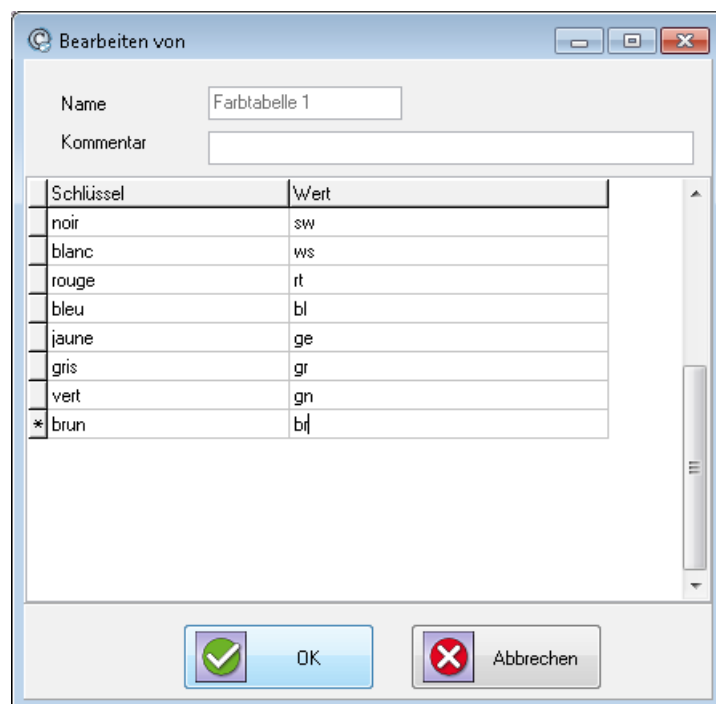 Bearbeiten von
Name Farbtabelle 1
Kommentar
Schlüssel Wert
noir sw
blanc ws
rouge rt
bleu bl
jaune ge
gris gr
vert gn
* brun br
OK Abbrechen